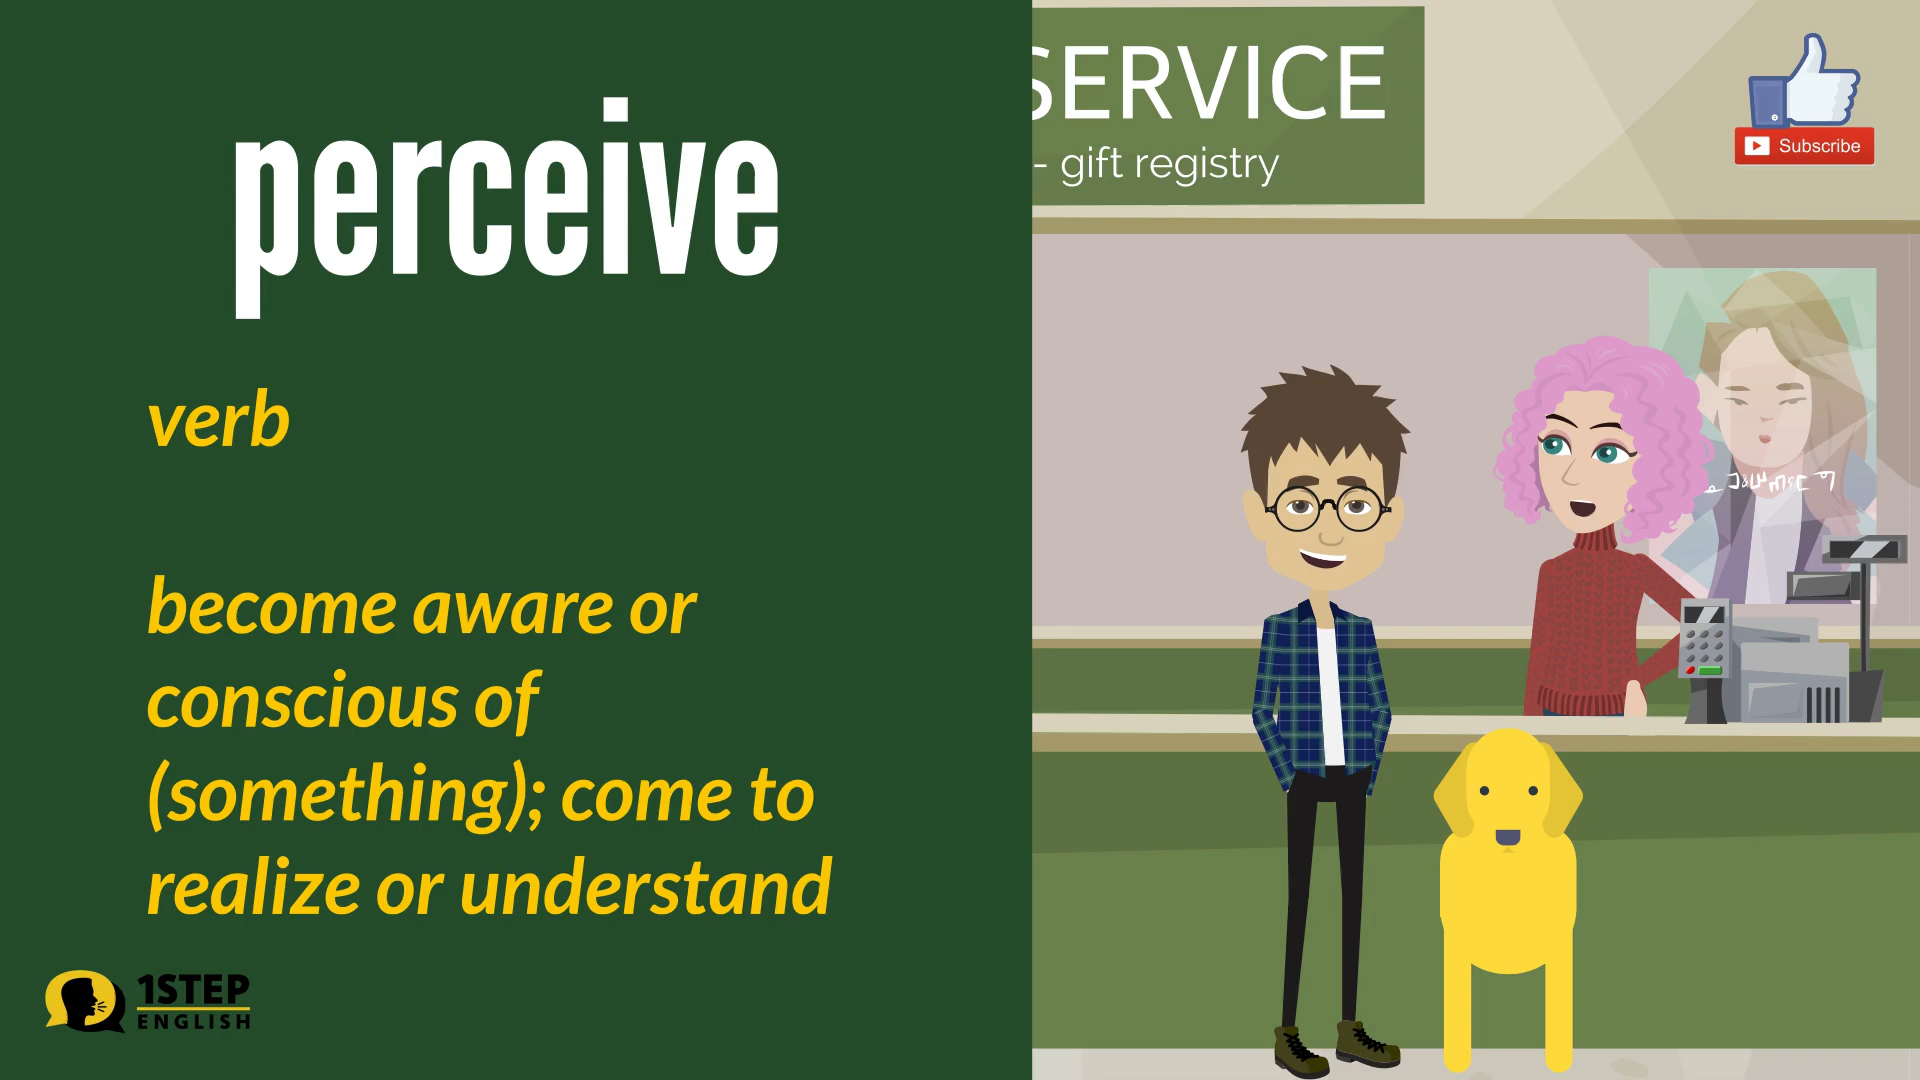 perceive
verb
become aware or
conscious of
(something); come to
realize or understand
1STEP
ENGLISH
SERVICE
- gift registry
Subscribe